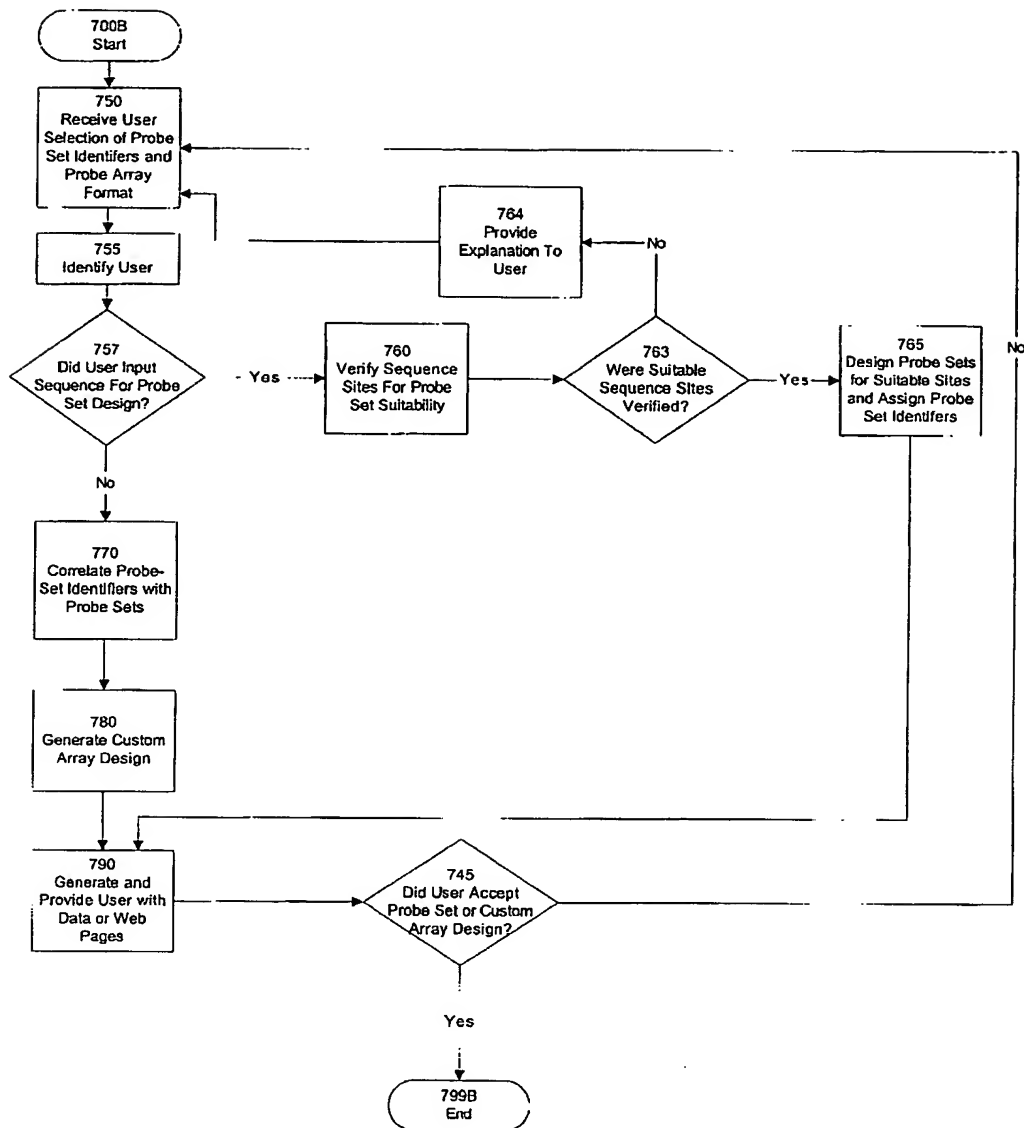 700B
Start
750
Receive User
Selection of Probe
Set Identifers and
Probe Array
Format
764
Provide
Explanation To
User
No
755
Identify User
757
Did User Input
Sequence For Probe
Set Design?
Yes
760
Verify Sequence
Sites For Probe
Set Suitability
763
Were Suitable
Sequence Sites
Verified?
Yes
765
Design Probe Sets
for Suitable Sites
and Assign Probe
Set Identifers
No
No
770
Correlate Probe-
Set Identifiers with
Probe Sets
780
Generate Custom
Array Design
790
Generate and
Provide User with
Data or Web
Pages
745
Did User Accept
Probe Set or Custom
Array Design?
Yes
799B
End